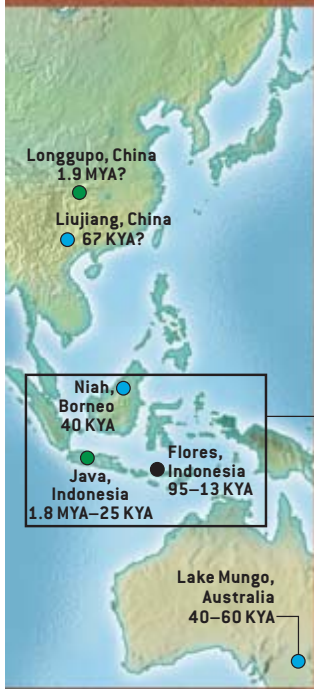 Longgupo, China
1.9 MYA?
Liujiang, China
67 KYA?
Niah,
Borneo
40 KYA
Flores,
Indonesia
95–13 KYA
Java,
Indonesia
1.8 MYA–25 KYA
Lake Mungo,
Australia
40–60 KYA